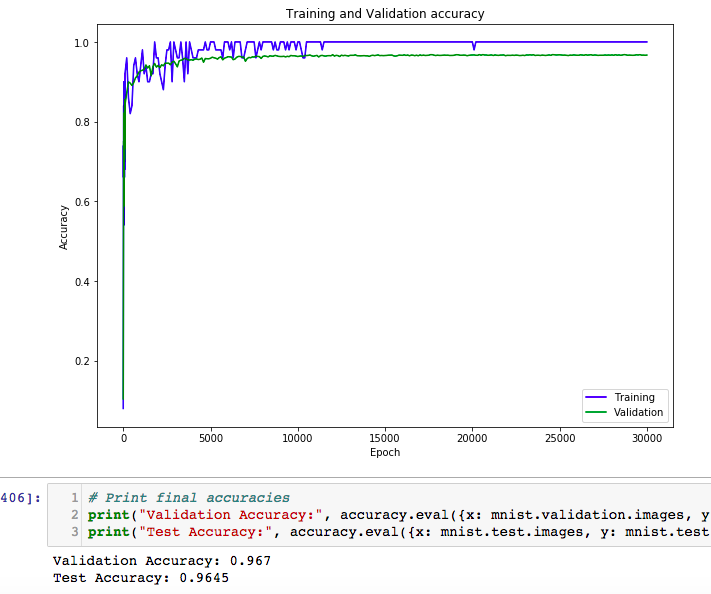 Training and Validation accuracy
1.0
0.8
0.6
0.4
0.2
Accuracy
0
5000
10000
15000
20000
25000
30000
Epoch
Training
Validation
406]:
1 # Print final accuracies
2 print("Validation Accuracy:", accuracy.eval({x: mnist.validation.images, y
3 print("Test Accuracy:", accuracy.eval({x: mnist.test.images, y: mnist.test
Validation Accuracy: 0.967
Test Accuracy: 0.9645